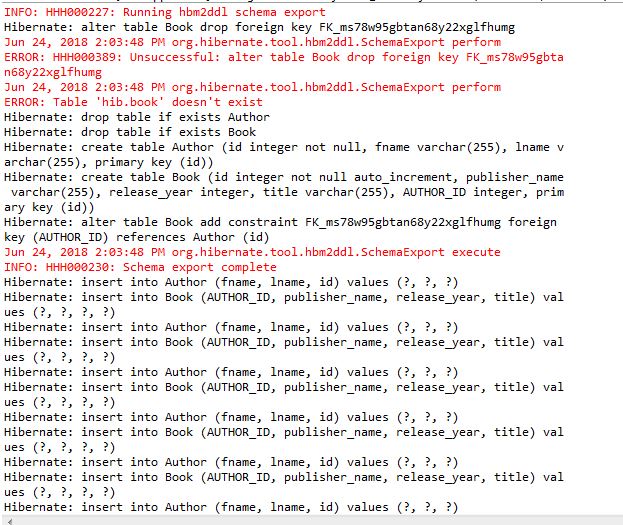 INFO: HHH000227: Running hbm2ddl schema export
Hibernate: alter table Book drop foreign key FK_ms78w95gbtan68y22xglfhumg
Jun 24, 2018 2:03:48 PM org.hibernate.tool.hbm2ddl.SchemaExport perform
ERROR: HHH000389: Unsuccessful: alter table Book drop foreign key FK_ms78w95gbta
n68y22xglfhumg
Jun 24, 2018 2:03:48 PM org.hibernate.tool.hbm2ddl.SchemaExport perform
ERROR: Table 'hib.book' doesn't exist
Hibernate: drop table if exists Author
Hibernate: drop table if exists Book
Hibernate: create table Author (id integer not null, fname varchar(255), lname v
archar(255), primary key (id))
Hibernate: create table Book (id integer not null auto_increment, publisher_name
 varchar(255), release_year integer, title varchar(255), AUTHOR_ID integer, prim
ary key (id))
Hibernate: alter table Book add constraint FK_ms78w95gbtan68y22xglfhumg foreign
key (AUTHOR_ID) references Author (id)
Jun 24, 2018 2:03:48 PM org.hibernate.tool.hbm2ddl.SchemaExport execute
INFO: HHH000230: Schema export complete
Hibernate: insert into Author (fname, lname, id) values (?, ?, ?)
Hibernate: insert into Book (AUTHOR_ID, publisher_name, release_year, title) val
ues (?, ?, ?, ?)
Hibernate: insert into Author (fname, lname, id) values (?, ?, ?)
Hibernate: insert into Book (AUTHOR_ID, publisher_name, release_year, title) val
ues (?, ?, ?, ?)
Hibernate: insert into Author (fname, lname, id) values (?, ?, ?)
Hibernate: insert into Book (AUTHOR_ID, publisher_name, release_year, title) val
ues (?, ?, ?, ?)
Hibernate: insert into Author (fname, lname, id) values (?, ?, ?)
Hibernate: insert into Book (AUTHOR_ID, publisher_name, release_year, title) val
ues (?, ?, ?, ?)
Hibernate: insert into Author (fname, lname, id) values (?, ?, ?)
Hibernate: insert into Book (AUTHOR_ID, publisher_name, release_year, title) val
ues (?, ?, ?, ?)
Hibernate: insert into Author (fname, lname, id) values (?, ?, ?)